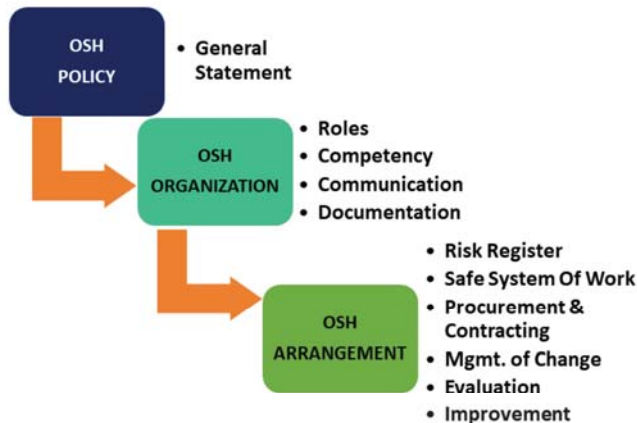 OSH
POLICY
• General
Statement
OSH
ORGANIZATION
• Roles
• Competency
• Communication
• Documentation
OSH
ARRANGEMENT
• Risk Register
• Safe System Of Work
• Procurement &
Contracting
• Mgmt. of Change
• Evaluation
• Improvement